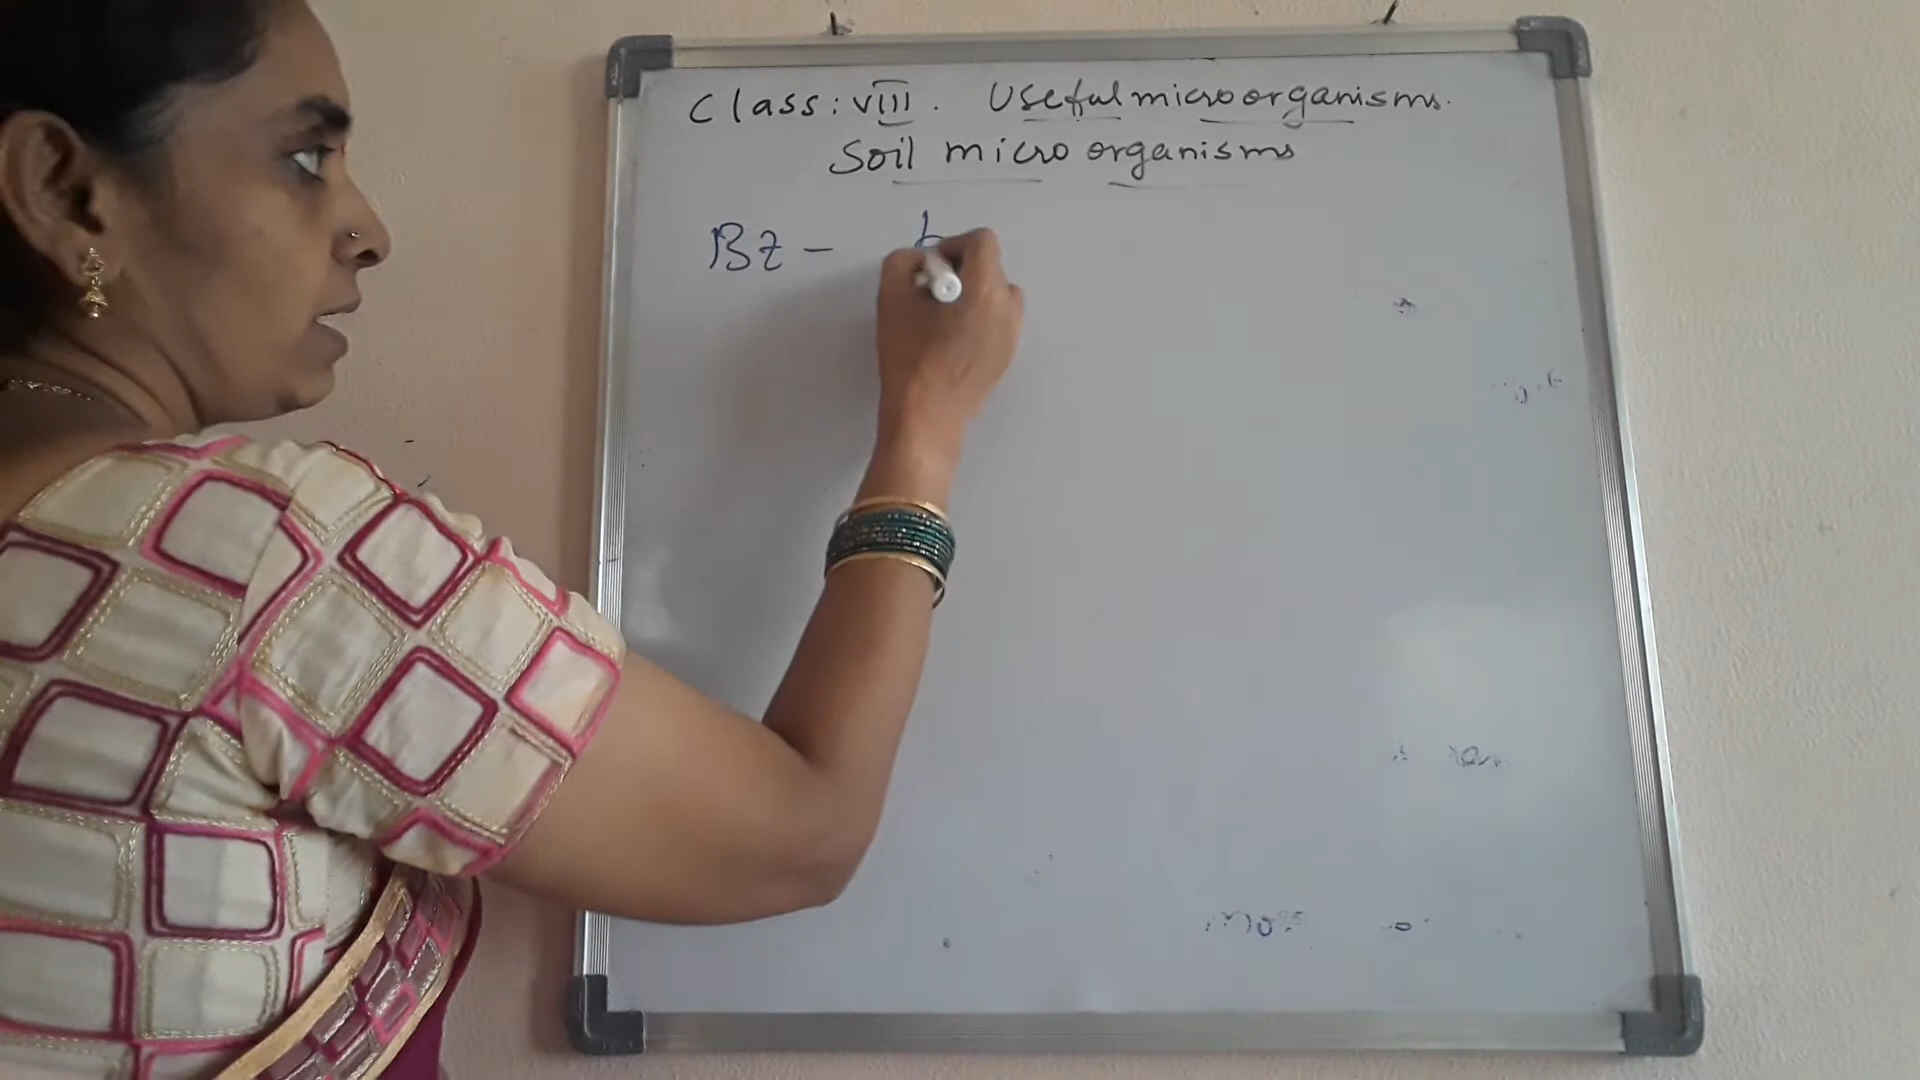 Class: VIII. Useful microorganisms.
Soil micro organisms
Bz - b